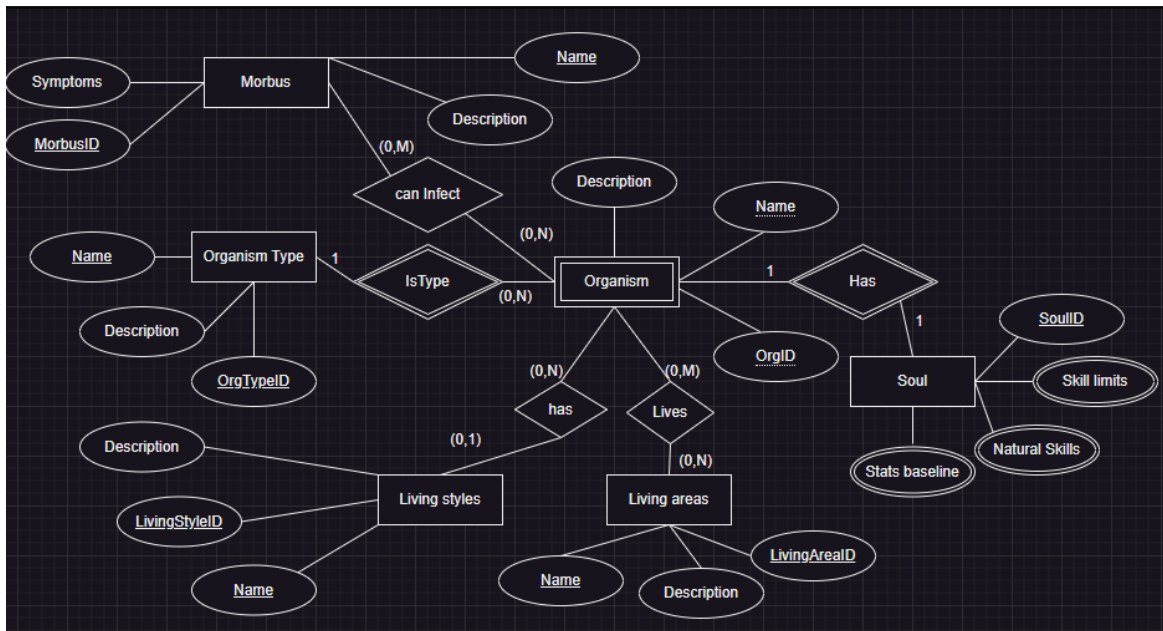 Name
Symptoms
Morbus
Description
MorbusID
(0,M)
can Infect
Description
Name
(0,N)
Name
Organism Type
1
IsType
(0,N)
Organism
1
Has
Description
OrgTypeID
OrgID
1
SoulID
Soul
Skill limits
(0,N)
(0,M)
has
Lives
(0,1)
(0,N)
Natural Skills
Stats baseline
Description
Living styles
Living areas
LivingStyleID
LivingAreaID
Name
Name
Description